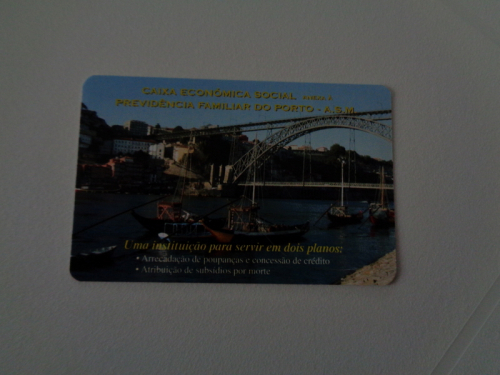 CAIXA ECONÓMICA SOCIAL ANEXA À
PREVIDÊNCIA FAMILIAR DO PORTO - A.S.M.
Uma instituição para servir em dois planos:
• Arrecadação de poupanças e concessão de crédito
• Atribuição de subsídios por morte